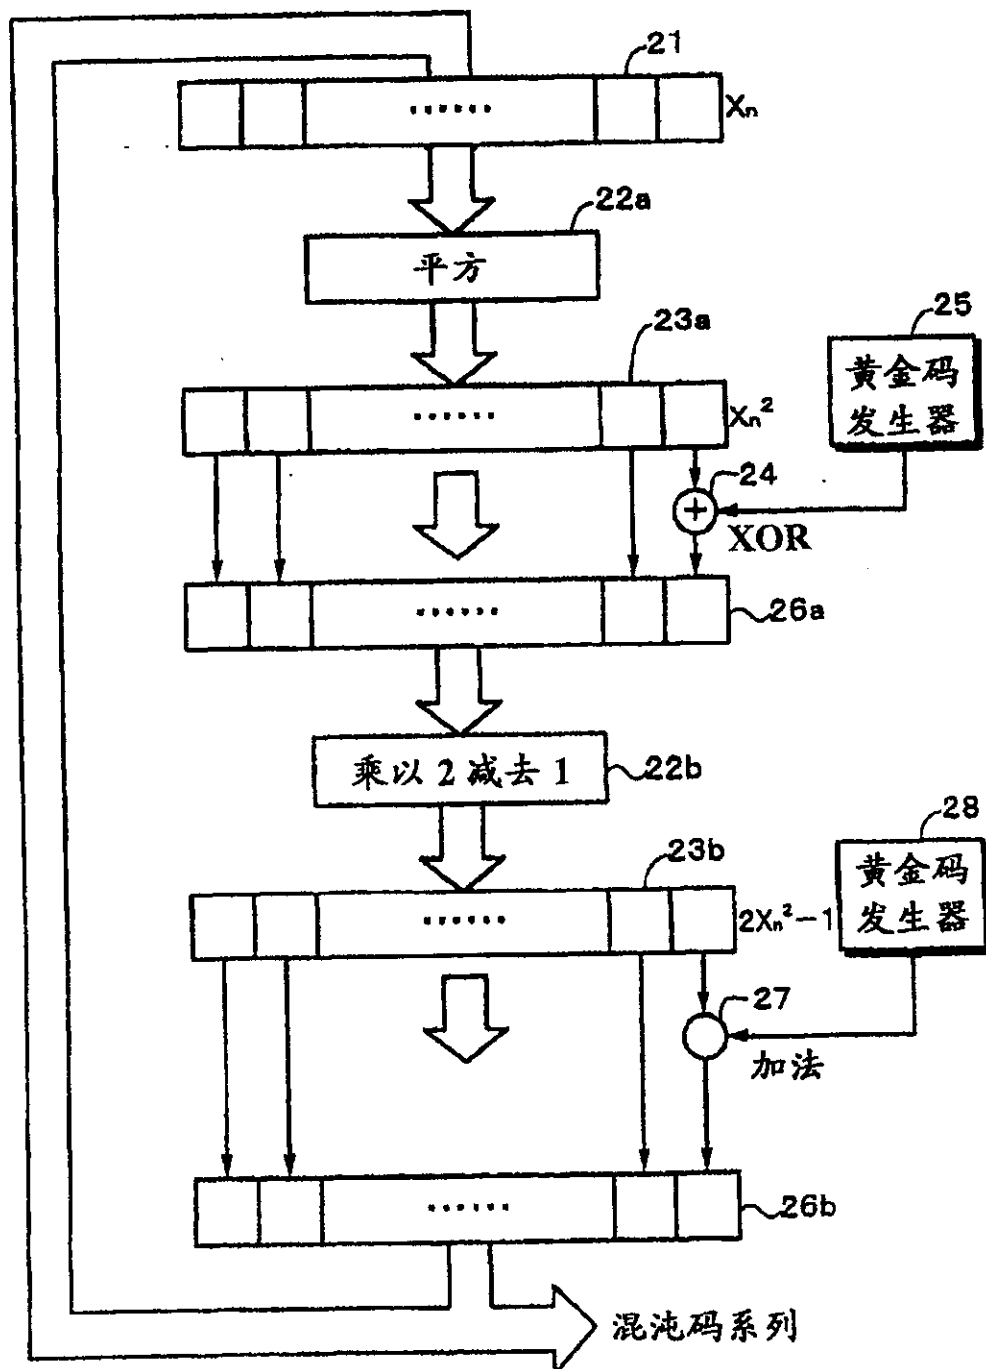 21
······
Xₙ
22a
平方
23a
25
黄金码
发生器
······
Xₙ²
24
+
XOR
······
26a
乘以2减去1
22b
28
23b
黄金码
发生器
······
2Xₙ²-1
27
加法
······
26b
混沌码系列